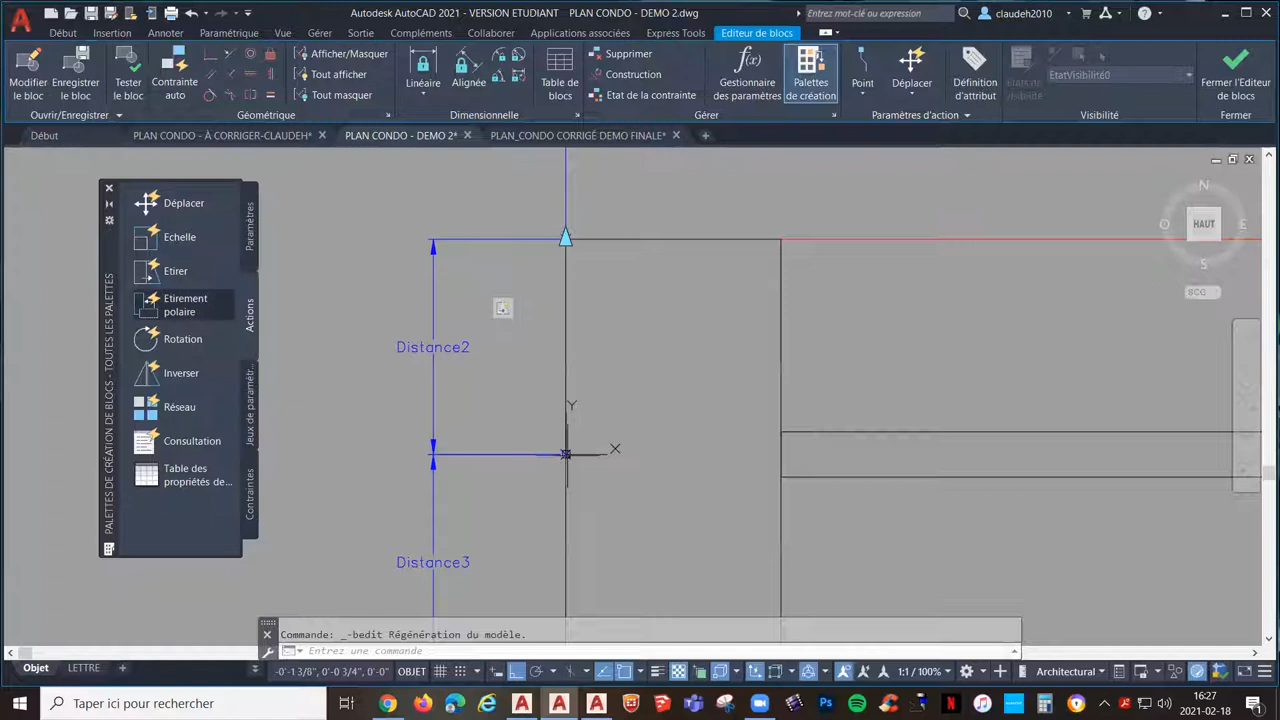 Autodesk AutoCAD 2021 - VERSION ETUDIANT PLAN CONDO - DEMO 2.dwg
Entrez mot-clé ou expression
claudeh2010
Début Insertion Annoter Paramétrique Vue Gérer Sortie Compléments Collaborer Applications associées Express Tools Editeur de blocs
Modifier le bloc
Enregistrer le bloc
Tester le bloc
Contrainte auto
Afficher/Masquer
Tout afficher
Tout masquer
Linéaire
Alignée
Table de blocs
Supprimer
Construction
Etat de la contrainte
Gestionnaire des paramètres
Palettes de création
Point
Déplacer
Définition d'attribut
Etats de visibilité
EtatVisibilité0
Fermer l'Editeur de blocs
Ouvrir/Enregistrer Géométrique Dimensionnelle Gérer Paramètres d'action Visibilité Fermer
Début PLAN CONDO - À CORRIGER-CLAUDEH* PLAN CONDO - DEMO 2* PLAN_CONDO CORRIGÉ DEMO FINALE*
PALETTES DE CRÉATION DE BLOCS - TOUTES LES PALETTES
Déplacer
Echelle
Etirer
Etirement
polaire
Rotation
Inverser
Réseau
Consultation
Table des
propriétés de...
Paramètres
Actions
Jeux de paramétr...
Contraintes
Distance2
Distance3
Y
X
N
O HAUT E
S
SCG
Commande: _-bedit Régénération du modèle.
Entrez une commande
Objet LETTRE
-0'-1 3/8", 0'-0 3/4", 0'-0" OBJET 1:1 / 100% Architectural
Taper ici pour rechercher
16:27
2021-02-18